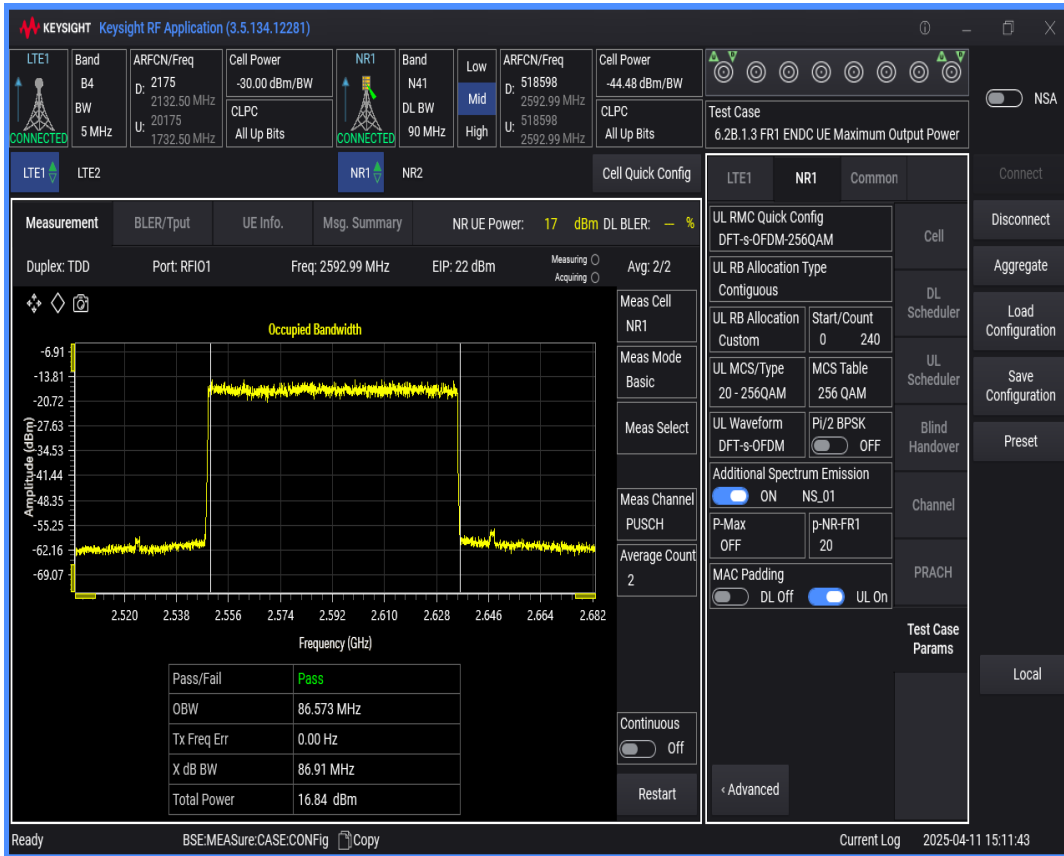 KEYSIGHT Keysight RF Application (3.5.134.12281)
LTE1
CONNECTED
Band
B4
BW
5 MHz
ARFCN/Freq
D: 2175
2132.50 MHz
U: 20175
1732.50 MHz
Cell Power
-30.00 dBm/BW
CLPC
All Up Bits
NR1
CONNECTED
Band
N41
DL BW
90 MHz
Low
Mid
High
ARFCN/Freq
D: 518598
2592.99 MHz
U: 518598
2592.99 MHz
Cell Power
-44.48 dBm/BW
CLPC
All Up Bits
Test Case
6.2B.1.3 FR1 ENDC UE Maximum Output Power
NSA
LTE1 LTE2
NR1 NR2
Cell Quick Config
Measurement BLER/Tput UE Info. Msg. Summary NR UE Power: 17 dBm DL BLER: — %
Duplex: TDD Port: RFIO1 Freq: 2592.99 MHz EIP: 22 dBm Measuring Avg: 2/2
Acquiring
Occupied Bandwidth
Amplitude (dBm)
-6.91
-13.81
-20.72
-27.63
-34.53
-41.44
-48.35
-55.25
-62.16
-69.07
2.520 2.538 2.556 2.574 2.592 2.610 2.628 2.646 2.664 2.682
Frequency (GHz)
Pass/Fail Pass
OBW 86.573 MHz
Tx Freq Err 0.00 Hz
X dB BW 86.91 MHz
Total Power 16.84 dBm
Meas Cell
NR1
Meas Mode
Basic
Meas Select
Meas Channel
PUSCH
Average Count
2
Continuous
Off
Restart
LTE1 NR1 Common
UL RMC Quick Config
DFT-s-OFDM-256QAM
UL RB Allocation Type
Contiguous
UL RB Allocation
Custom
Start/Count
0 240
UL MCS/Type
20 - 256QAM
MCS Table
256 QAM
UL Waveform
DFT-s-OFDM
Pi/2 BPSK
OFF
Additional Spectrum Emission
ON NS_01
P-Max
OFF
p-NR-FR1
20
MAC Padding
DL Off UL On
‹ Advanced
Cell
DL
Scheduler
UL
Scheduler
Blind
Handover
Channel
PRACH
Test Case
Params
Connect
Disconnect
Aggregate
Load
Configuration
Save
Configuration
Preset
Local
Ready BSE:MEASure:CASE:CONFig Copy Current Log 2025-04-11 15:11:43